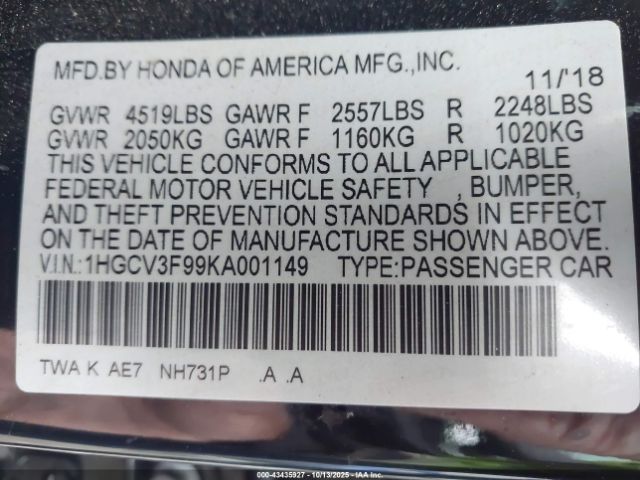 MFD.BY HONDA OF AMERICA MFG.,INC.
11/'18
GVWR 4519LBS GAWR F 2557LBS R 2248LBS
GVWR 2050KG GAWR F 1160KG R 1020KG
THIS VEHICLE CONFORMS TO ALL APPLICABLE
FEDERAL MOTOR VEHICLE SAFETY , BUMPER,
AND THEFT PREVENTION STANDARDS IN EFFECT
ON THE DATE OF MANUFACTURE SHOWN ABOVE.
V.I.N.:1HGCV3F99KA001149 TYPE:PASSENGER CAR
TWA K AE7 NH731P .A .A
© 43435927 - 10/13/2025 - IAA Inc.